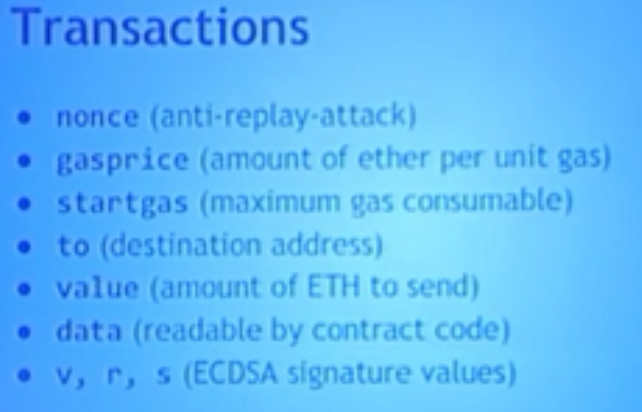 Transactions
• nonce (anti-replay-attack)
• gasprice (amount of ether per unit gas)
• startgas (maximum gas consumable)
• to (destination address)
• value (amount of ETH to send)
• data (readable by contract code)
• v, r, s (ECDSA signature values)